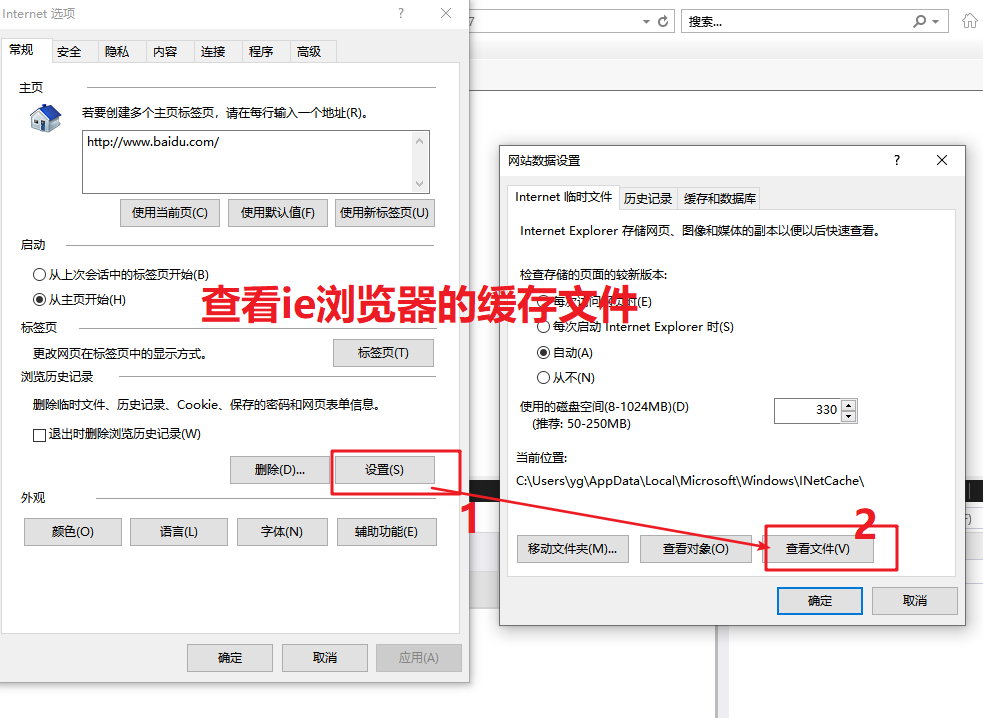 Internet 选项
?
常规 安全 隐私 内容 连接 程序 高级
主页
若要创建多个主页标签页，请在每行输入一个地址(R)。
http://www.baidu.com/
使用当前页(C) 使用默认值(F) 使用新标签页(U)
启动
从上次会话中的标签页开始(B)
从主页开始(H)
标签页
更改网页在标签页中的显示方式。
标签页(T)
浏览历史记录
删除临时文件、历史记录、Cookie、保存的密码和网页表单信息。
退出时删除浏览历史记录(W)
删除(D)... 设置(S)
外观
颜色(O) 语言(L) 字体(N) 辅助功能(E)
确定 取消 应用(A)
查看ie浏览器的缓存文件
1
2
搜索...
网站数据设置
?
Internet 临时文件 历史记录 缓存和数据库
Internet Explorer 存储网页、图像和媒体的副本以便以后快速查看。
检查存储的页面的较新版本:
每次访问网页时(E)
每次启动 Internet Explorer 时(S)
自动(A)
从不(N)
使用的磁盘空间(8-1024MB)(D)
330
(推荐: 50-250MB)
当前位置:
C:\Users\yg\AppData\Local\Microsoft\Windows\INetCache\
移动文件夹(M)... 查看对象(O) 查看文件(V)
确定 取消